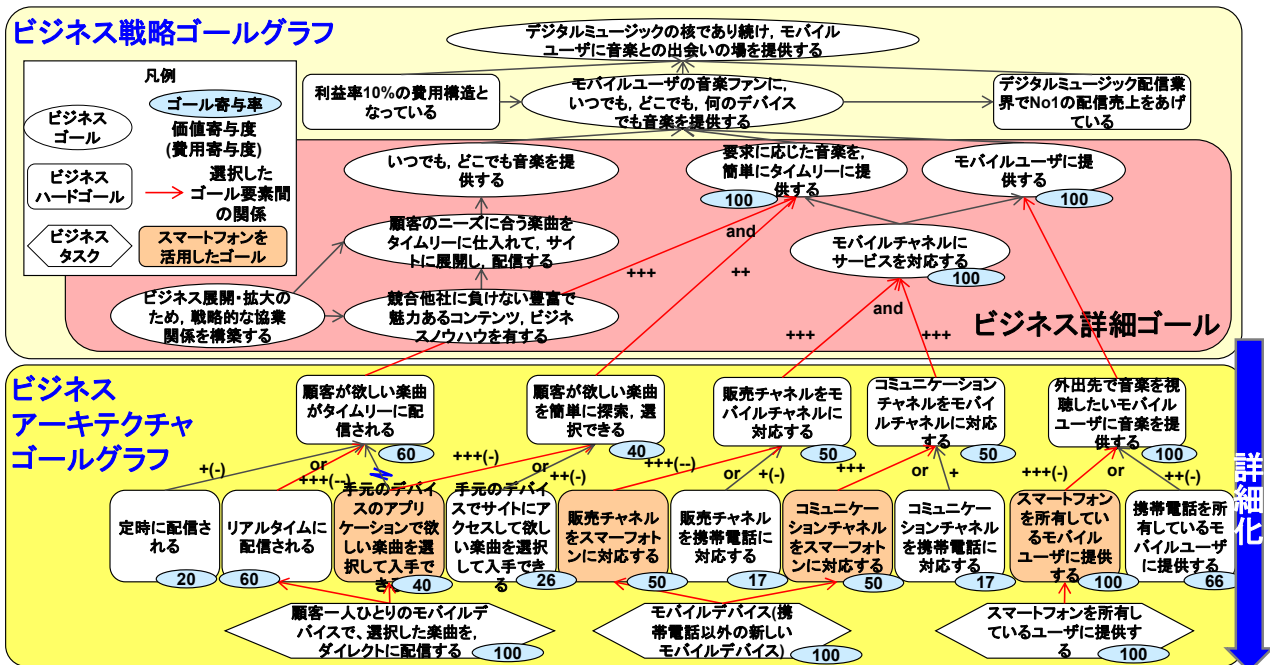 ビジネス戦略ゴールグラフ
デジタルミュージックの核であり続け，モバイル
ユーザに音楽との出会いの場を提供する
凡例
ビジネス
ゴール
ゴール寄与率
価値寄与度
(費用寄与度)
ビジネス
ハードゴール
選択した
ゴール要素間
の関係
ビジネス
タスク
スマートフォンを
活用したゴール
利益率10%の費用構造と
なっている
モバイルユーザの音楽ファンに，
いつでも，どこでも，何のデバイス
でも音楽を提供する
デジタルミュージック配信業
界でNo1の配信売上をあげ
ている
いつでも，どこでも音楽を提
供する
要求に応じた音楽を，
簡単にタイムリーに提
供する
100
モバイルユーザに提
供する
100
顧客のニーズに合う楽曲を
タイムリーに仕入れて，サイ
トに展開し，配信する
and
モバイルチャネルに
サービスを対応する
100
+++
++
ビジネス展開・拡大の
ため，戦略的な協業
関係を構築する
競合他社に負けない豊富で
魅力あるコンテンツ，ビジネ
スノウハウを有する
and
+++
+++
ビジネス詳細ゴール
ビジネス
アーキテクチャ
ゴールグラフ
顧客が欲しい楽曲
がタイムリーに配
信される
60
顧客が欲しい楽曲
を簡単に探索，選
択できる
40
販売チャネルをモ
バイルチャネルに
対応する
50
コミュニケーション
チャネルをモバイ
ルチャネルに対応
する
50
外出先で音楽を視
聴したいモバイル
ユーザに音楽を提
供する
100
詳細化
+(-)
or
+++(--)
+++(-)
or
++(-)
+++(--)
or
+(-)
+++
or
+
+++(-)
or
++(-)
定時に配信さ
れる
20
リアルタイムに
配信される
60
手元のデバイ
スのアプリ
ケーションで欲
しい楽曲を選
択して入手で
きる
40
手元のデバイ
スでサイトにア
クセスして欲し
い楽曲を選択
して入手でき
る
26
販売チャネル
をスマーフォト
ンに対応する
50
販売チャネル
を携帯電話に
対応する
17
コミュニケー
ションチャンネル
をスマーフォト
ンに対応する
50
コミュニケー
ションチャンネル
を携帯電話に
対応する
17
スマートフォン
を所有してい
るモバイル
ユーザに提供
する
100
携帯電話を所
有しているモ
バイルユーザ
に提供する
66
顧客一人ひとりのモバイルデ
バイスで、選択した楽曲を，
ダイレクトに配信する
100
モバイルデバイス(携
帯電話以外の新しい
モバイルデバイス)
100
スマートフォンを所有し
ているユーザに提供す
る
100